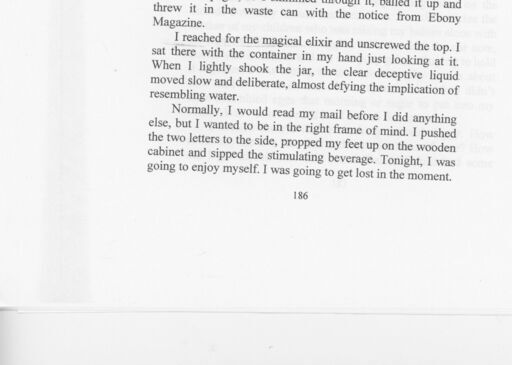 through it, balled it up and
threw it in the waste can with the notice from Ebony
Magazine.
I reached for the magical elixir and unscrewed the top. I
sat there with the container in my hand just looking at it.
When I lightly shook the jar, the clear deceptive liquid
moved slow and deliberate, almost defying the implication of
resembling water.
Normally, I would read my mail before I did anything
else, but I wanted to be in the right frame of mind. I pushed
the two letters to the side, propped my feet up on the wooden
cabinet and sipped the stimulating beverage. Tonight, I was
going to enjoy myself. I was going to get lost in the moment.
186